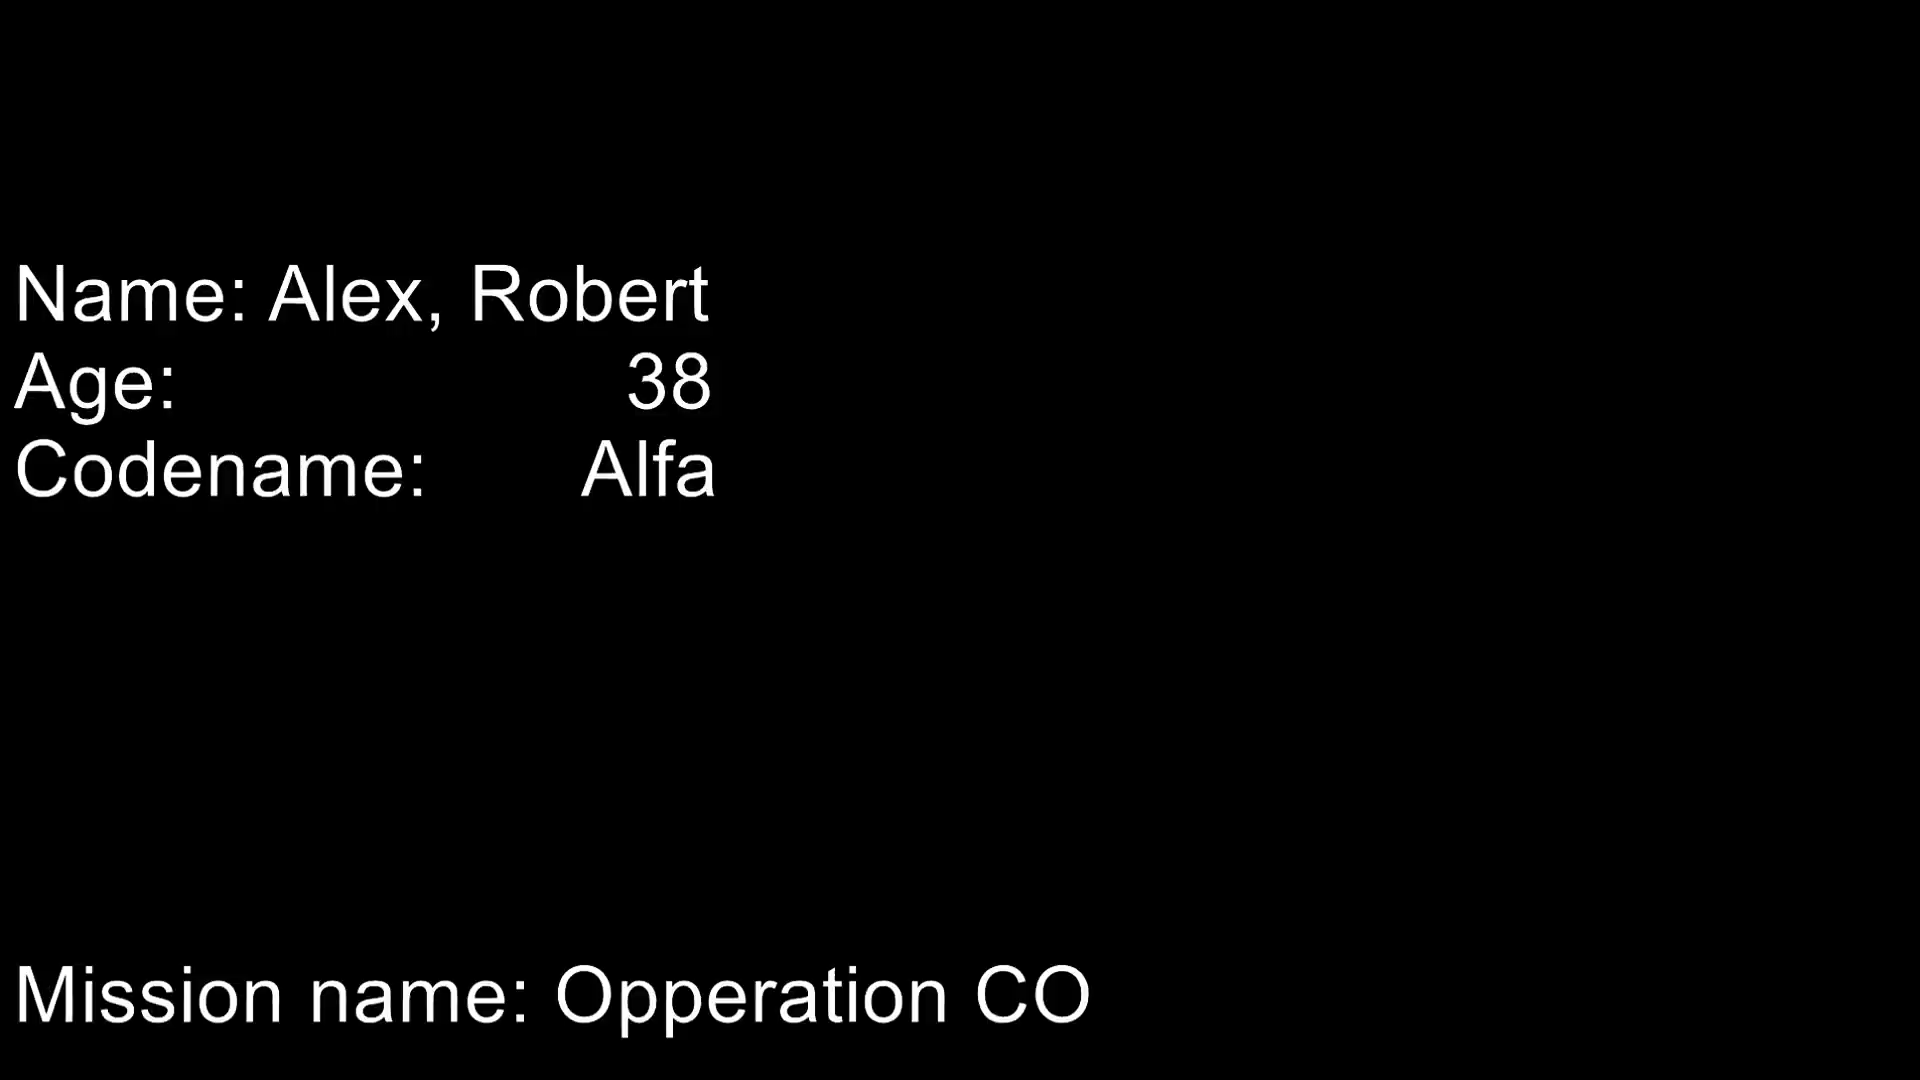 Name: Alex, Robert
Age: 38
Codename: Alfa
Mission name: Opperation CO